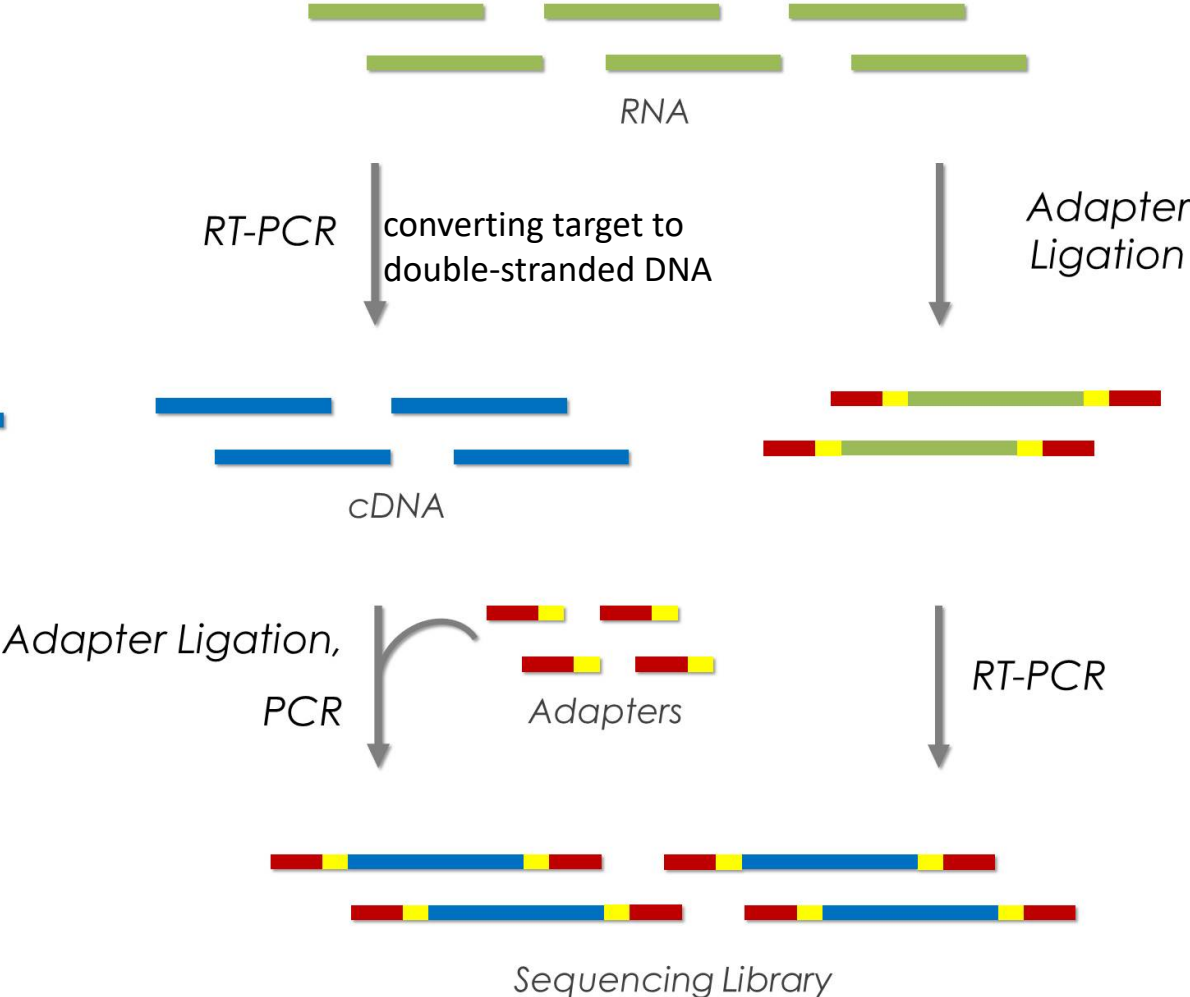 RNA
RT-PCR
converting target to
double-stranded DNA
Adapter
Ligation
cDNA
Adapter Ligation,
PCR
Adapters
RT-PCR
Sequencing Library